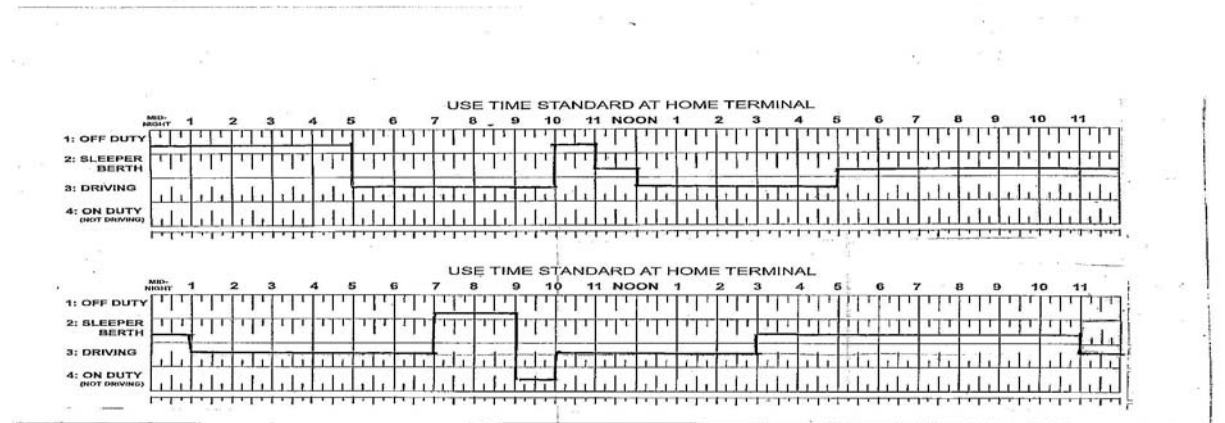 USE TIME STANDARD AT HOME TERMINAL
MID-NIGHT 1 2 3 4 5 6 7 8 9 10 11 NOON 1 2 3 4 5 6 7 8 9 10 11
1: OFF DUTY
2: SLEEPER
BERTH
3: DRIVING
4: ON DUTY
(NOT DRIVING)
USE TIME STANDARD AT HOME TERMINAL
MID-NIGHT 1 2 3 4 5 6 7 8 9 10 11 NOON 1 2 3 4 5 6 7 8 9 10 11
1: OFF DUTY
2: SLEEPER
BERTH
3: DRIVING
4: ON DUTY
(NOT DRIVING)